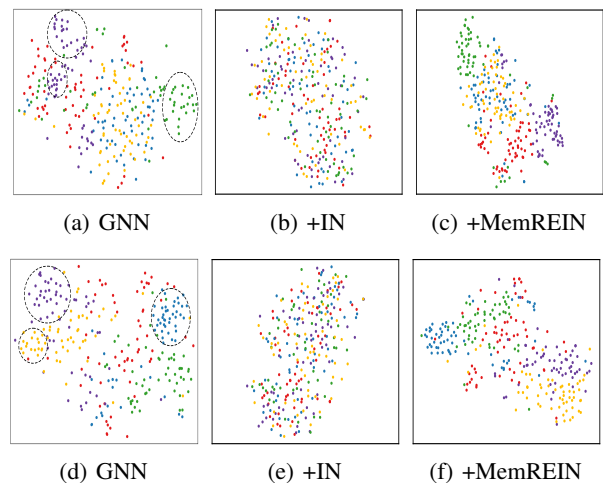 (a) GNN (b) +IN (c) +MemREIN
(d) GNN (e) +IN (f) +MemREIN